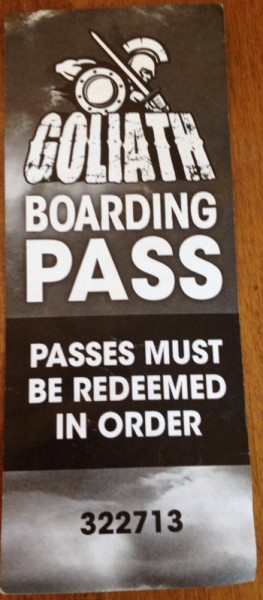 GOLIATH
BOARDING
PASS
PASSES MUST
BE REDEEMED
IN ORDER
322713